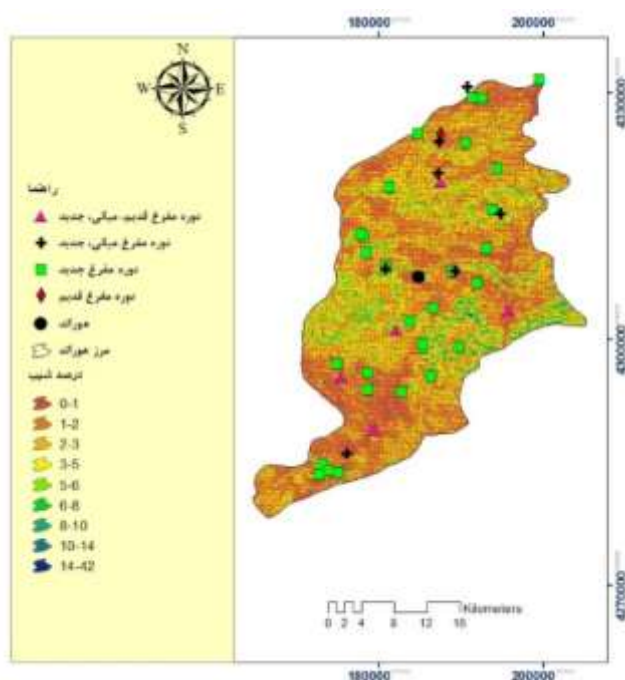 180000
200000
N
W E
S
4330000
راهنما
دوره مفرغ قدیم، میانی، جدید
دوره مفرغ میانی، جدید
دوره مفرغ جدید
دوره مفرغ قدیم
هوراند
مرز هوراند
درصد شیب
0-1
1-2
2-3
3-5
5-6
6-8
8-10
10-14
14-42
4270000
Kilometers
0 2 4 8 12 16
180000
200000